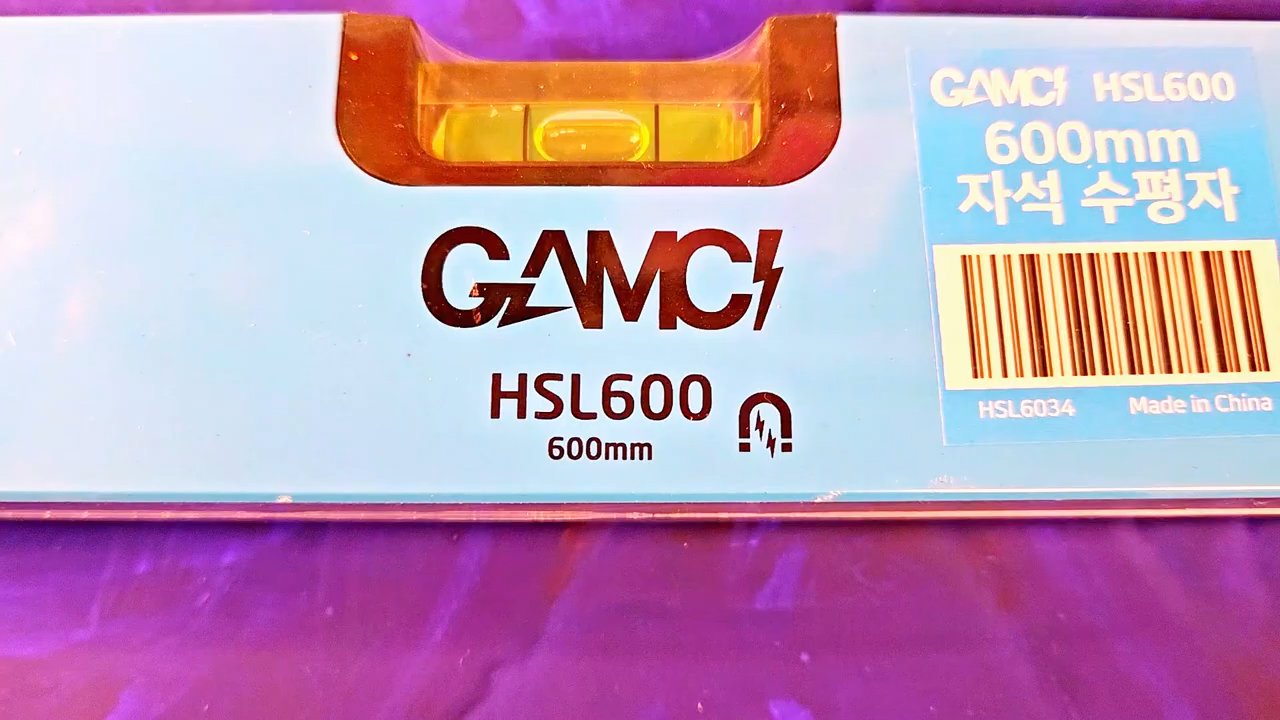 GAMCI
HSL600
600mm
GAMCI HSL600
600mm
자석 수평자
HSL6034
Made in China